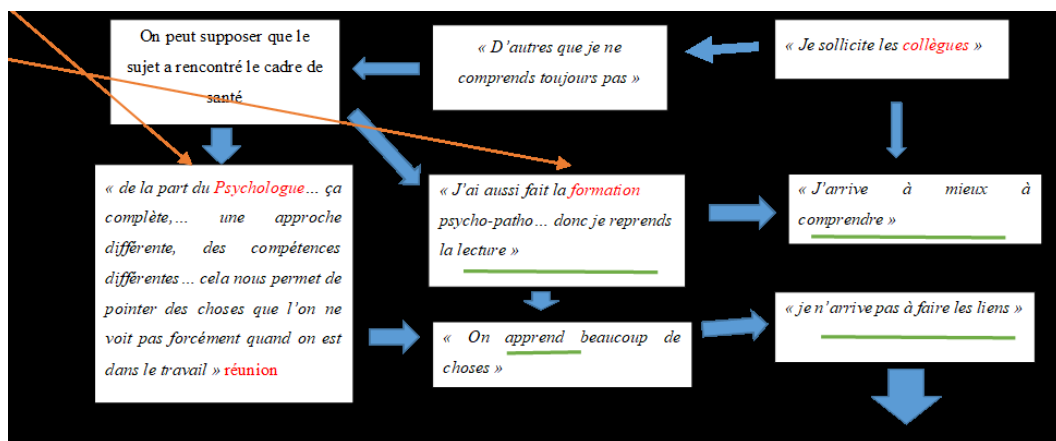 On peut supposer que le
sujet a rencontré le cadre de
santé
« D’autres que je ne
comprends toujours pas »
« Je sollicite les collègues »
« de la part du Psychologue… ça
complète,… une approche
différente, des compétences
différentes… cela nous permet de
pointer des choses que l’on ne
voit pas forcément quand on est
dans le travail » réunion
« J’ai aussi fait la formation
psycho-patho… donc je reprends
la lecture »
« J’arrive à mieux à
comprendre »
« On apprend beaucoup de
choses »
« je n’arrive pas à faire les liens »